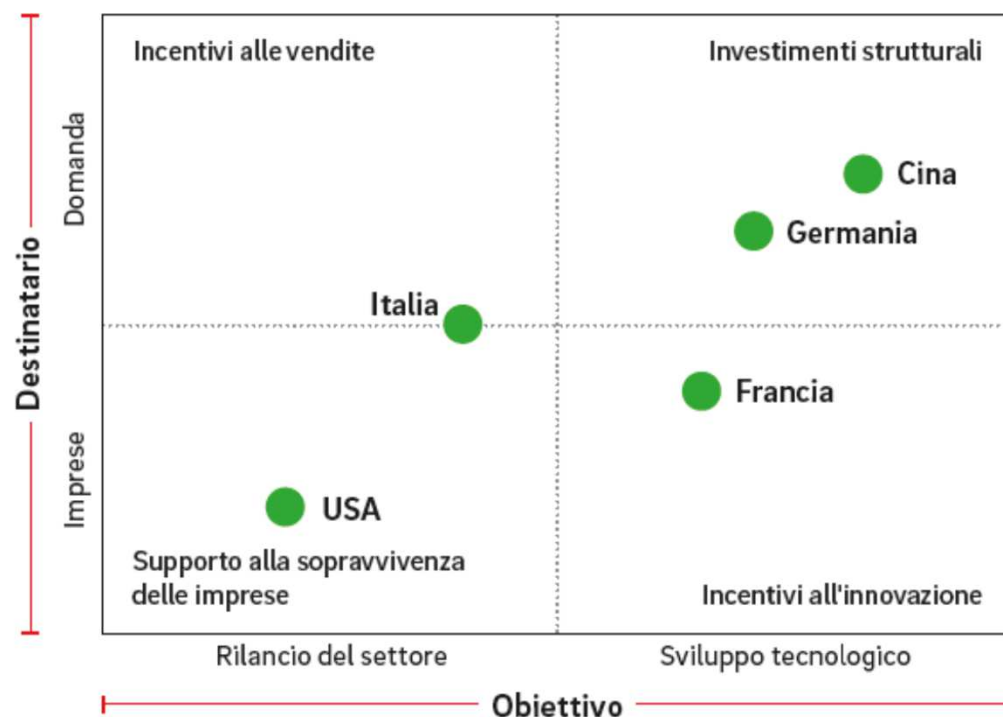 Incentivi alle vendite
Investimenti strutturali
Domanda
Cina
Germania
Destinatario
Italia
Francia
Imprese
USA
Supporto alla sopravvivenza
delle imprese
Incentivi all'innovazione
Rilancio del settore
Sviluppo tecnologico
Obiettivo